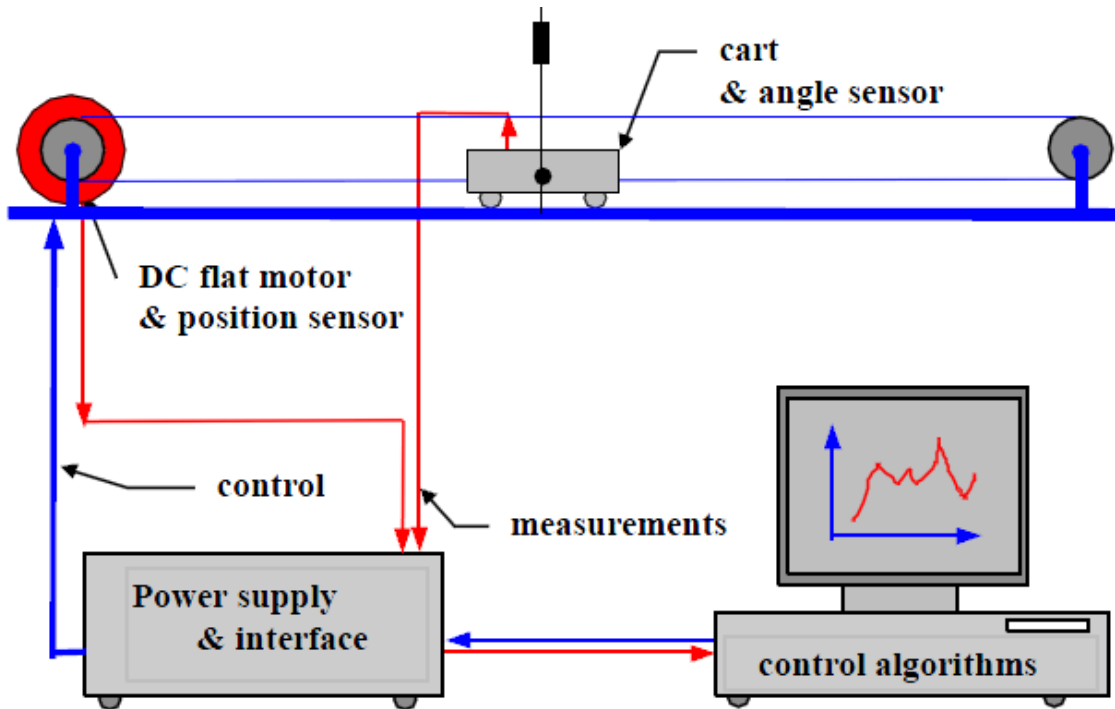 cart
& angle sensor
DC flat motor
& position sensor
control
measurements
Power supply
& interface
control algorithms